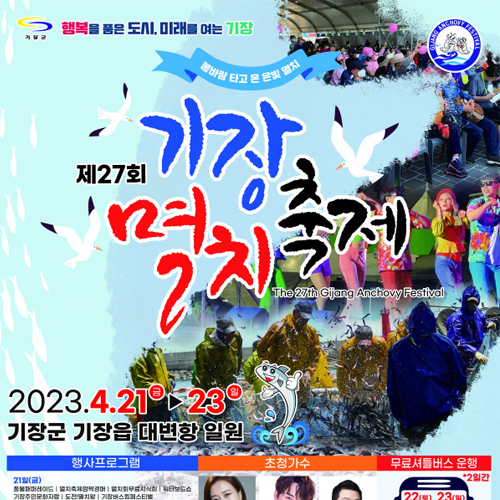 기장군
행복을 품은 도시, 미래를 여는 기장
GIJANG ANCHOVY FESTIVAL
봄바람 타고 온 은빛 멸치
제27회
기장
멸치축제
The 27th Gijang Anchovy Festival
2023.4.21금 ▶ 23일
기장군 기장읍 대변항 일원
행사프로그램
초청가수
무료셔틀버스 운행
*2일간
21일(금)
22(토) 23(일)